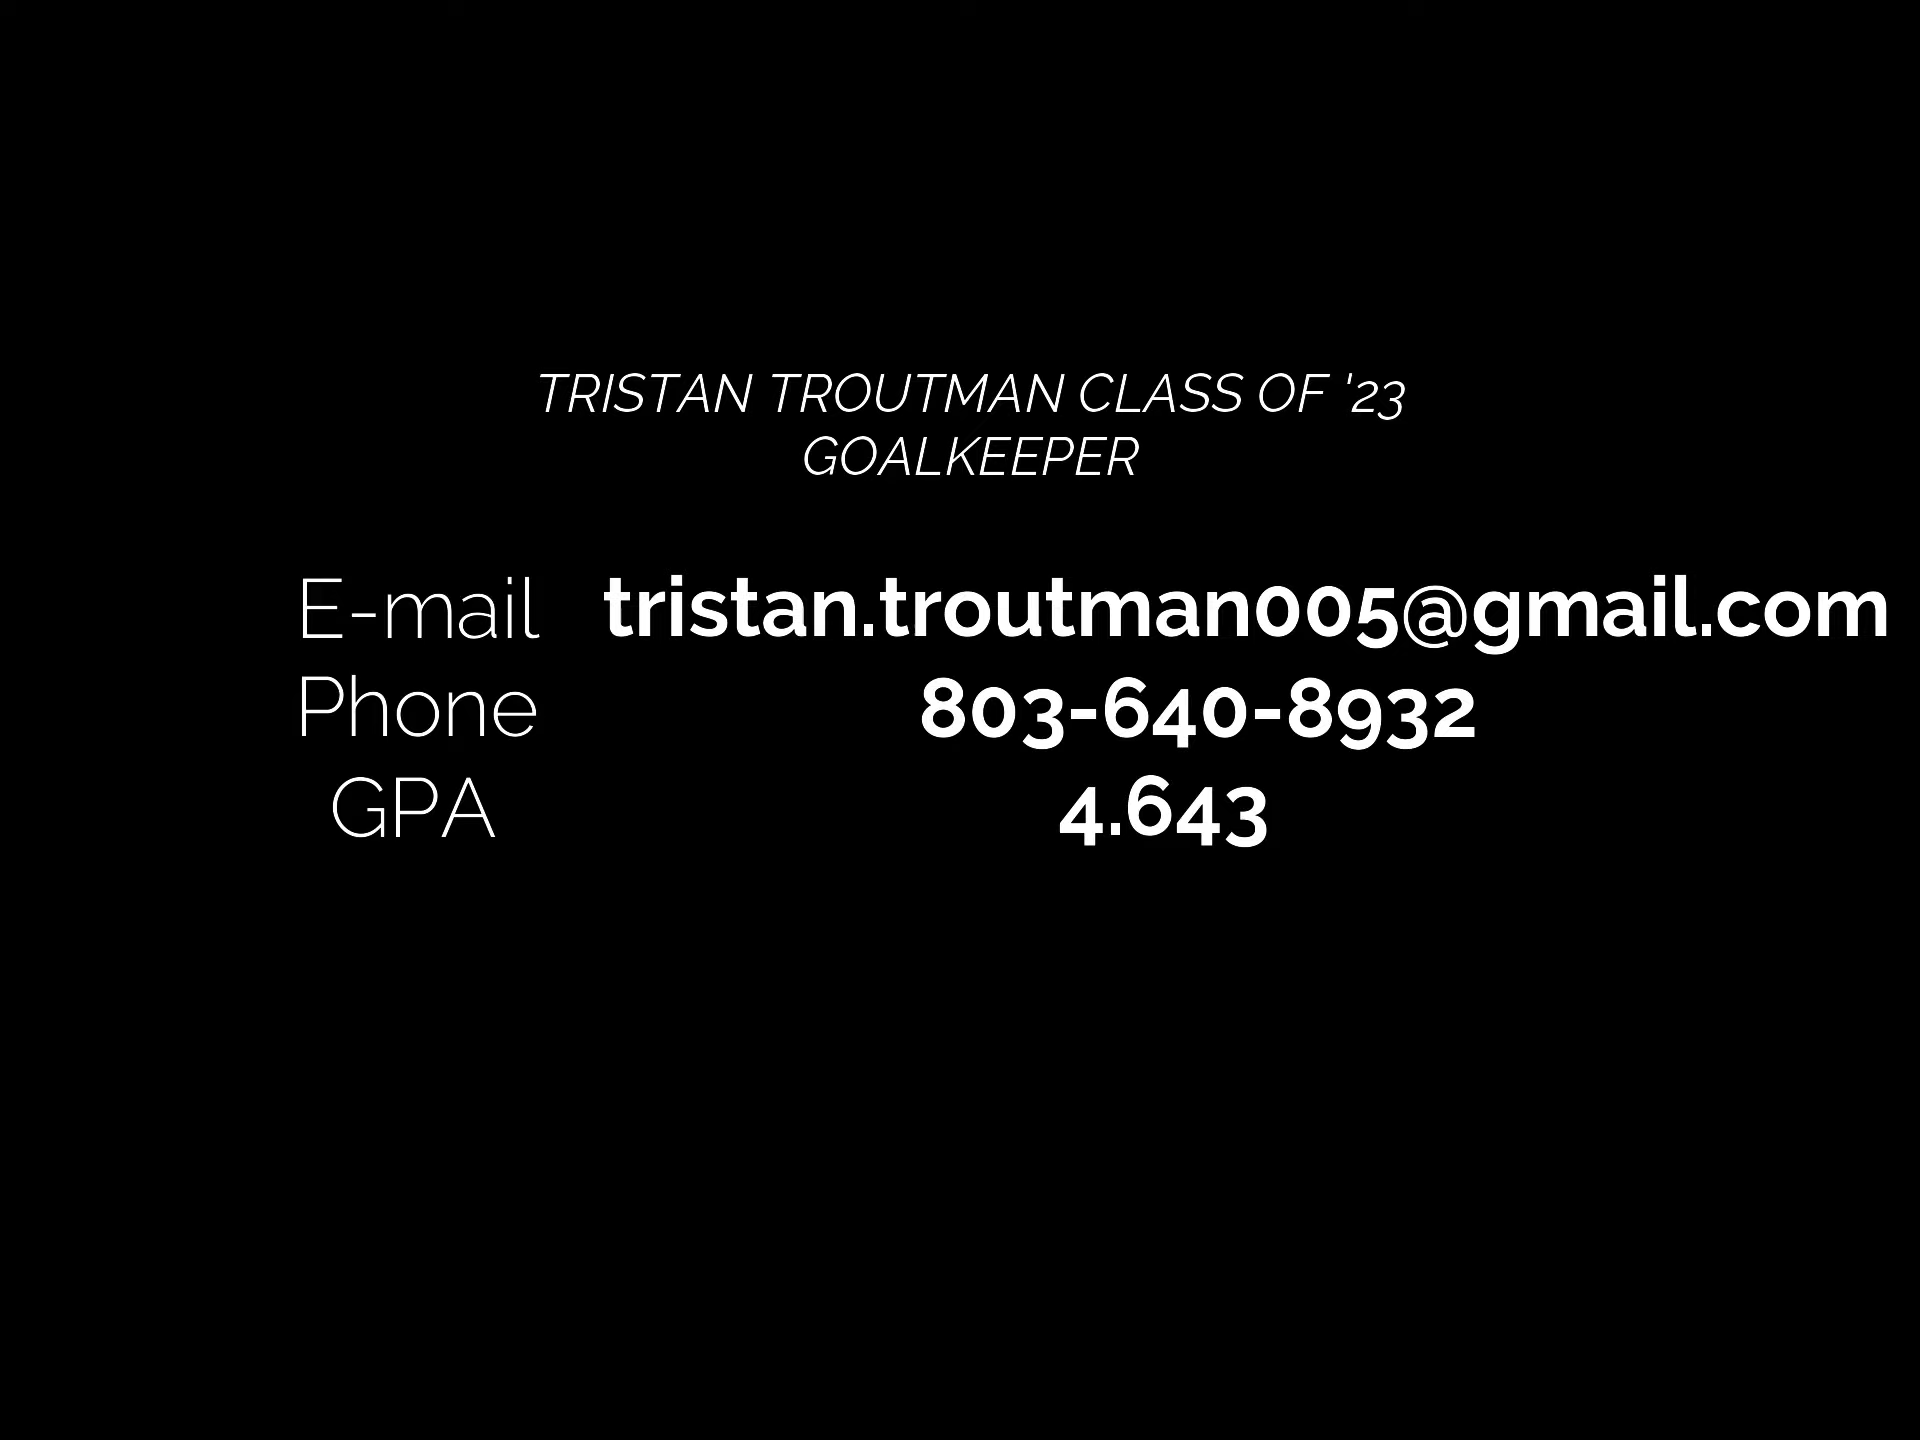 TRISTAN TROUTMAN CLASS OF '23
GOALKEEPER
E-mail tristan.troutman005@gmail.com
Phone 803-640-8932
GPA 4.643